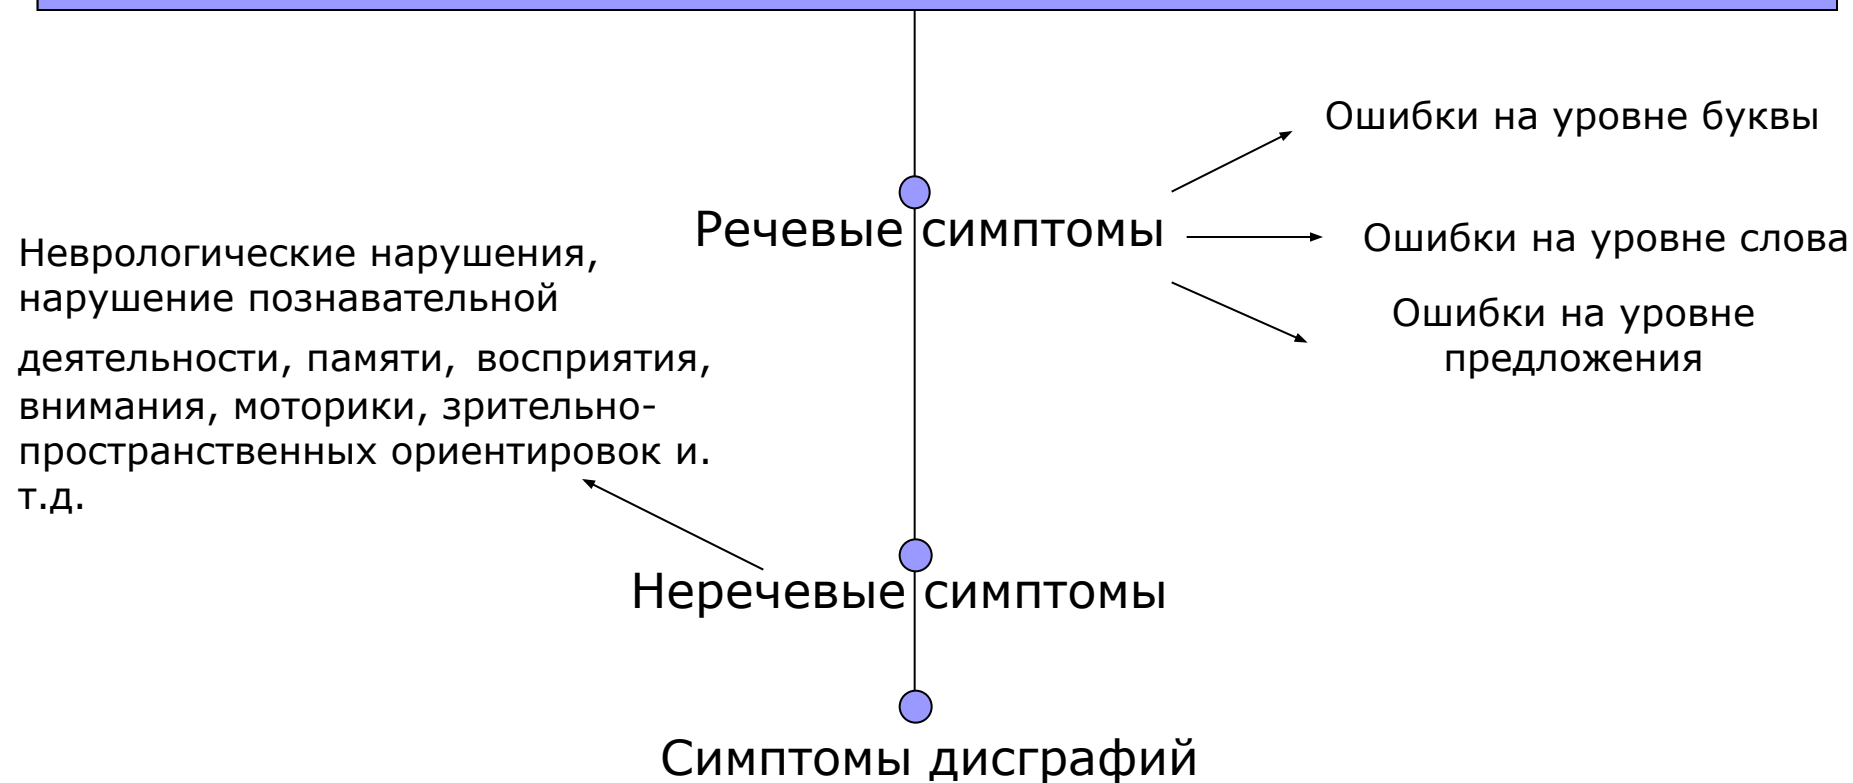 Ошибки на уровне буквы
Речевые симптомы
Ошибки на уровне слова
Ошибки на уровне
предложения
Неврологические нарушения,
нарушение познавательной
деятельности, памяти, восприятия,
внимания, моторики, зрительно-
пространственных ориентировок и.
т.д.
Неречевые симптомы
Симптомы дисграфий